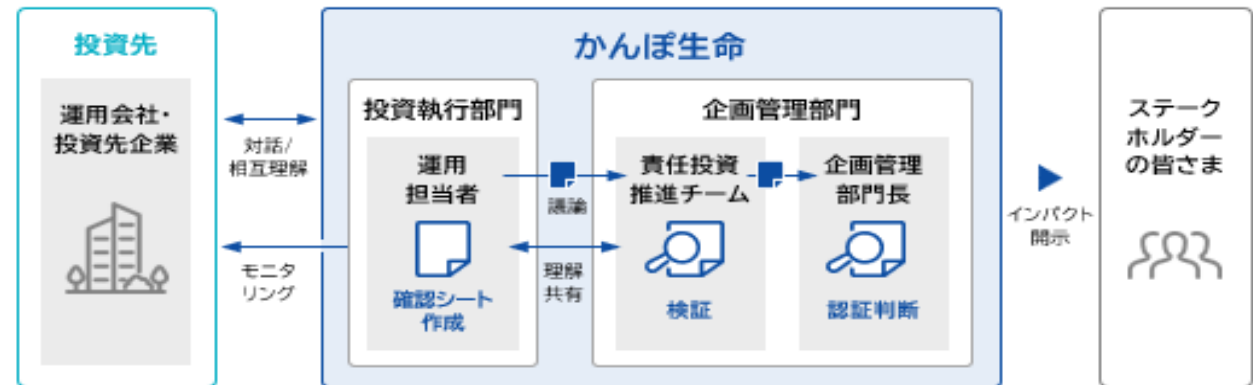 投資先
運用会社・
投資先企業
対話/
相互理解
モニタ
リング
かんぽ生命
投資執行部門
運用
担当者
確認シート
作成
議論
理解
共有
企画管理部門
責任投資
推進チーム
検証
企画管理
部門長
認証判断
インパクト
開示
ステーク
ホルダー
の皆さま